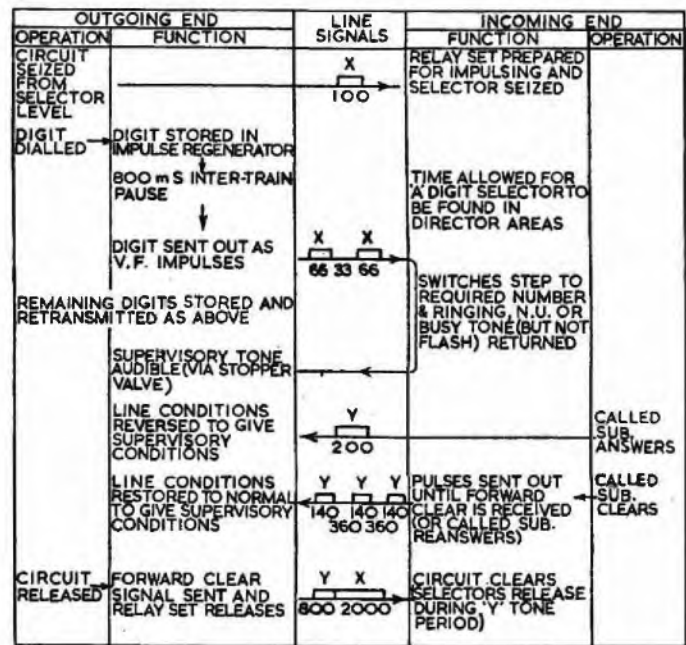 OUTGOING END
LINE SIGNALS
INCOMING END
OPERATION
FUNCTION
FUNCTION
OPERATION
CIRCUIT
SEIZED
FROM
SELECTOR
LEVEL
X
100
RELAY SET PREPARED
FOR IMPULSING AND
SELECTOR SEIZED
DIGIT
DIALLED
DIGIT STORED IN
IMPULSE REGENERATOR
800 mS INTER-TRAIN
PAUSE
TIME ALLOWED FOR
'A' DIGIT SELECTOR TO
BE FOUND IN
DIRECTOR AREAS
DIGIT SENT OUT AS
V.F. IMPULSES
X X
66 33 66
SWITCHES STEP TO
REQUIRED NUMBER
& RINGING, N.U. OR
BUSY TONE (BUT NOT
FLASH) RETURNED
REMAINING DIGITS STORED AND
RETRANSMITTED AS ABOVE
SUPERVISORY TONE
AUDIBLE (VIA STOPPER
VALVE)
LINE CONDITIONS
REVERSED TO GIVE
SUPERVISORY
CONDITIONS
Y
200
CALLED
SUB.
ANSWERS
LINE CONDITIONS
RESTORED TO NORMAL
TO GIVE SUPERVISORY
CONDITIONS
Y Y Y
140 140 140
360 360
PULSES SENT OUT
UNTIL FORWARD
CLEAR IS RECEIVED
(OR CALLED SUB.
REANSWERS)
CALLED
SUB.
CLEARS
CIRCUIT
RELEASED
FORWARD CLEAR
SIGNAL SENT AND
RELAY SET RELEASES
Y X
800 2000
CIRCUIT CLEARS
SELECTORS RELEASE
DURING 'Y' TONE
PERIOD)